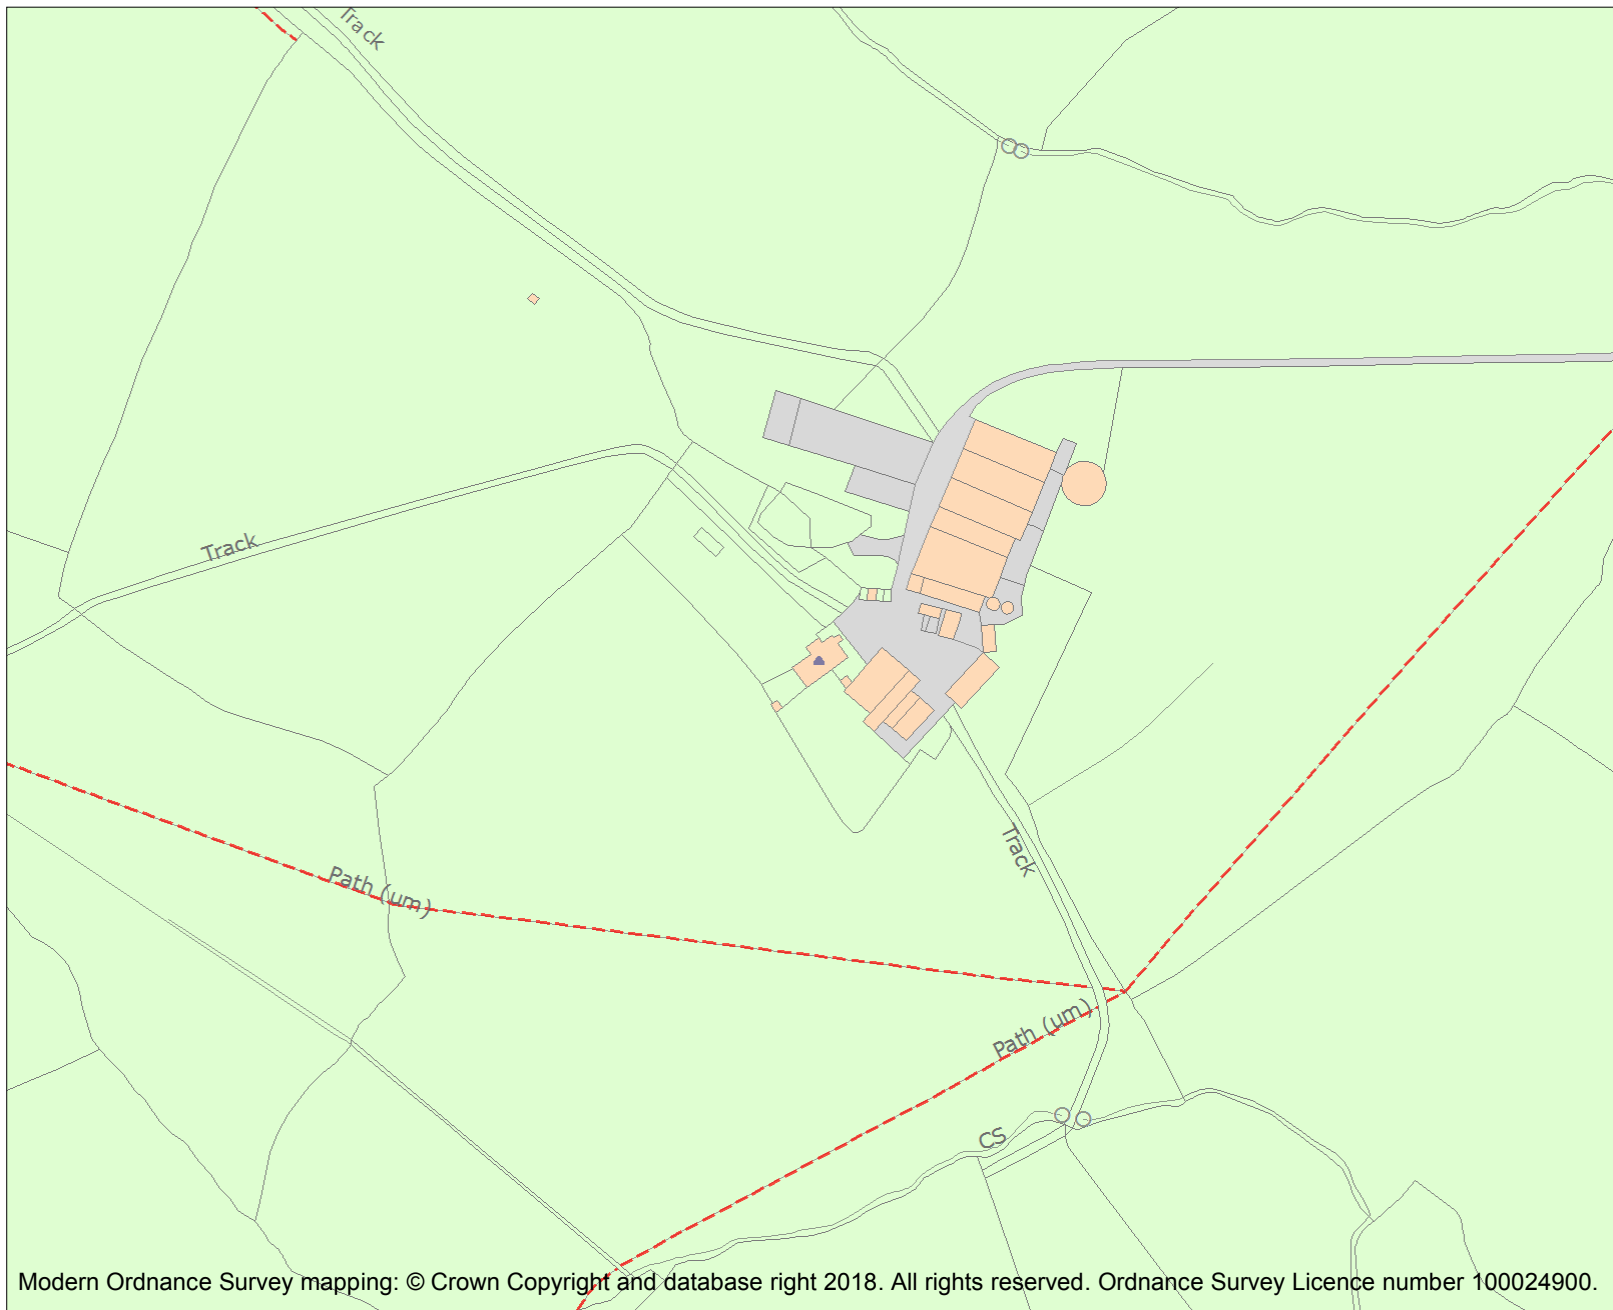 Track
Track
Path (um)
Track
Path (um)
CS
Modern Ordnance Survey mapping: © Crown Copyright and database right 2018. All rights reserved. Ordnance Survey Licence number 100024900.